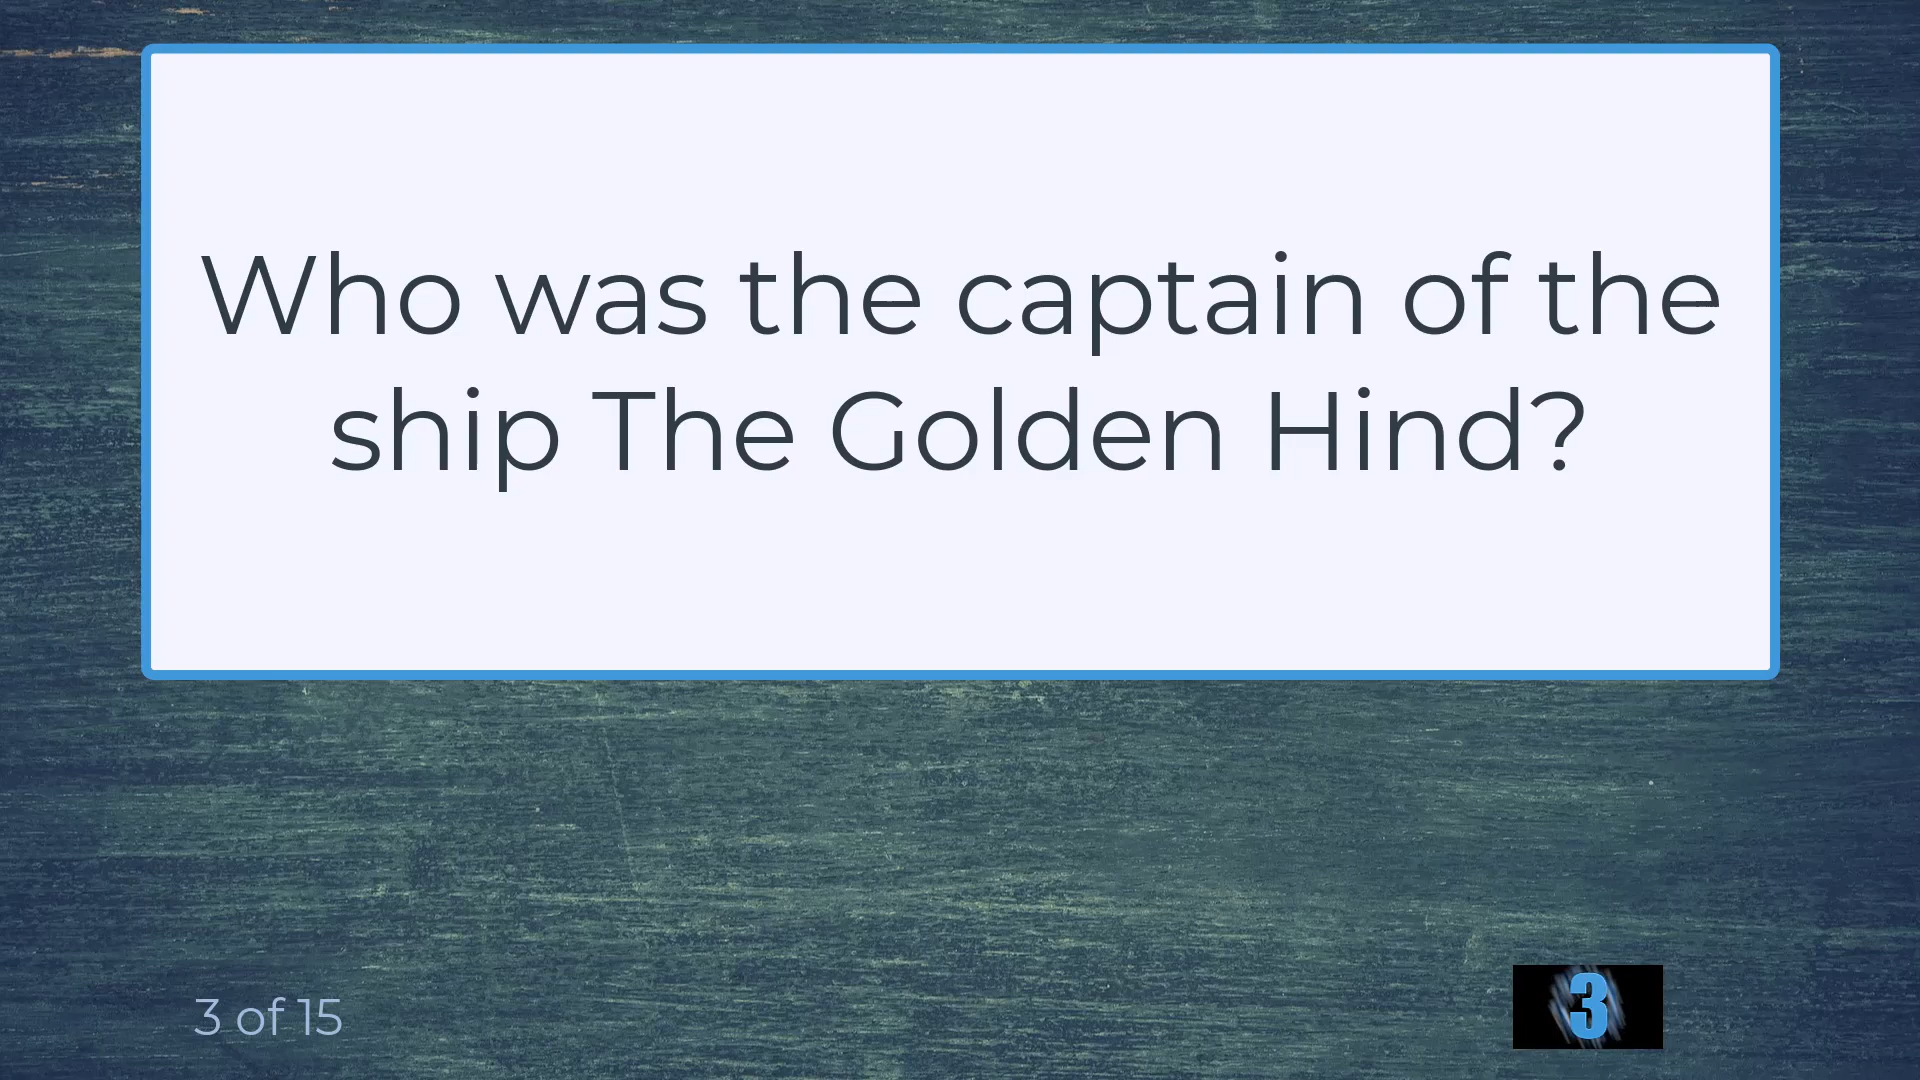 Who was the captain of the
ship The Golden Hind?
3 of 15
3